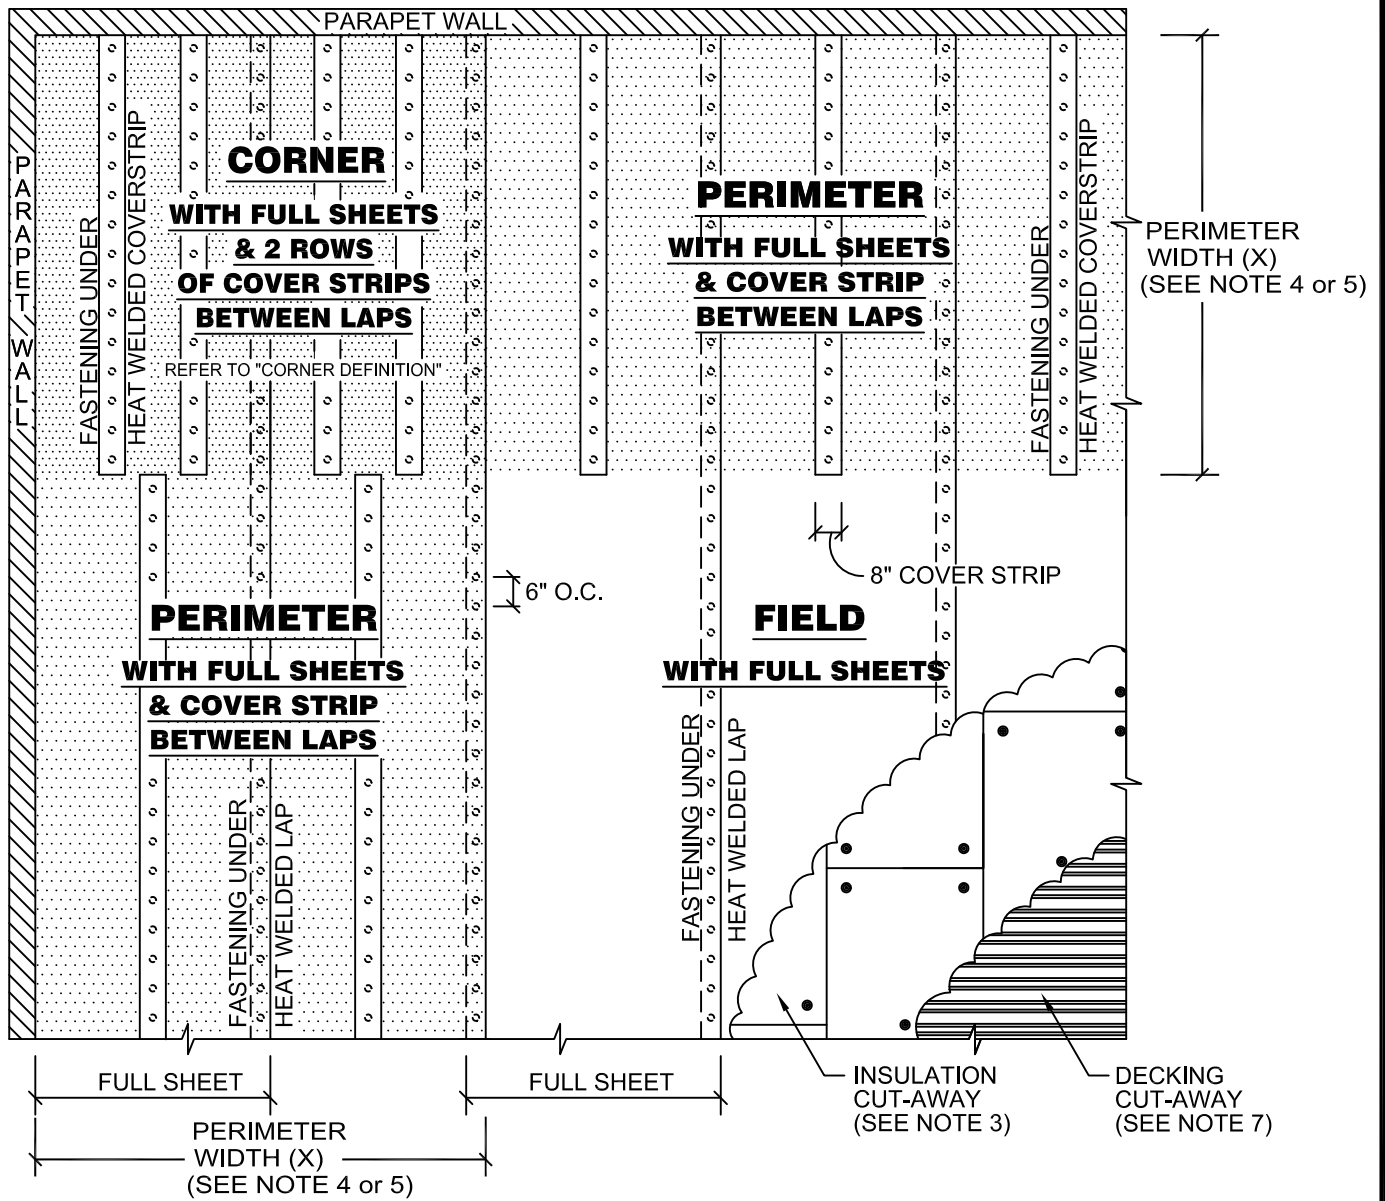 PARAPET WALL
PARAPET WALL
FASTENING UNDER
HEAT WELDED COVERSTRIP
CORNER
WITH FULL SHEETS
& 2 ROWS
OF COVER STRIPS
BETWEEN LAPS
REFER TO "CORNER DEFINITION"
PERIMETER
WITH FULL SHEETS
& COVER STRIP
BETWEEN LAPS
FASTENING UNDER
HEAT WELDED COVERSTRIP
PERIMETER
WIDTH (X)
(SEE NOTE 4 or 5)
8" COVER STRIP
6" O.C.
PERIMETER
WITH FULL SHEETS
& COVER STRIP
BETWEEN LAPS
FIELD
WITH FULL SHEETS
FASTENING UNDER
HEAT WELDED LAP
FASTENING UNDER
HEAT WELDED LAP
FULL SHEET
FULL SHEET
INSULATION
CUT-AWAY
(SEE NOTE 3)
DECKING
CUT-AWAY
(SEE NOTE 7)
PERIMETER
WIDTH (X)
(SEE NOTE 4 or 5)